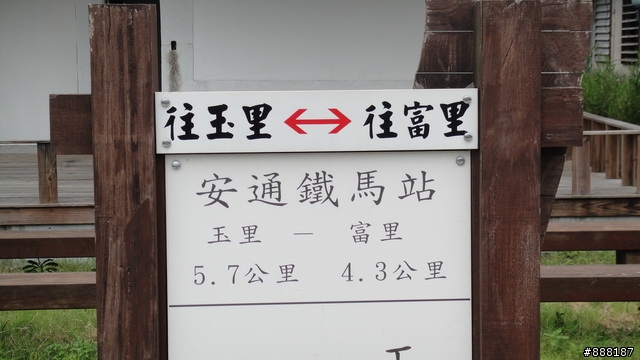 往玉里 ↔ 往富里
安通鐵馬站
玉里 － 富里
5.7公里 4.3公里
#888187